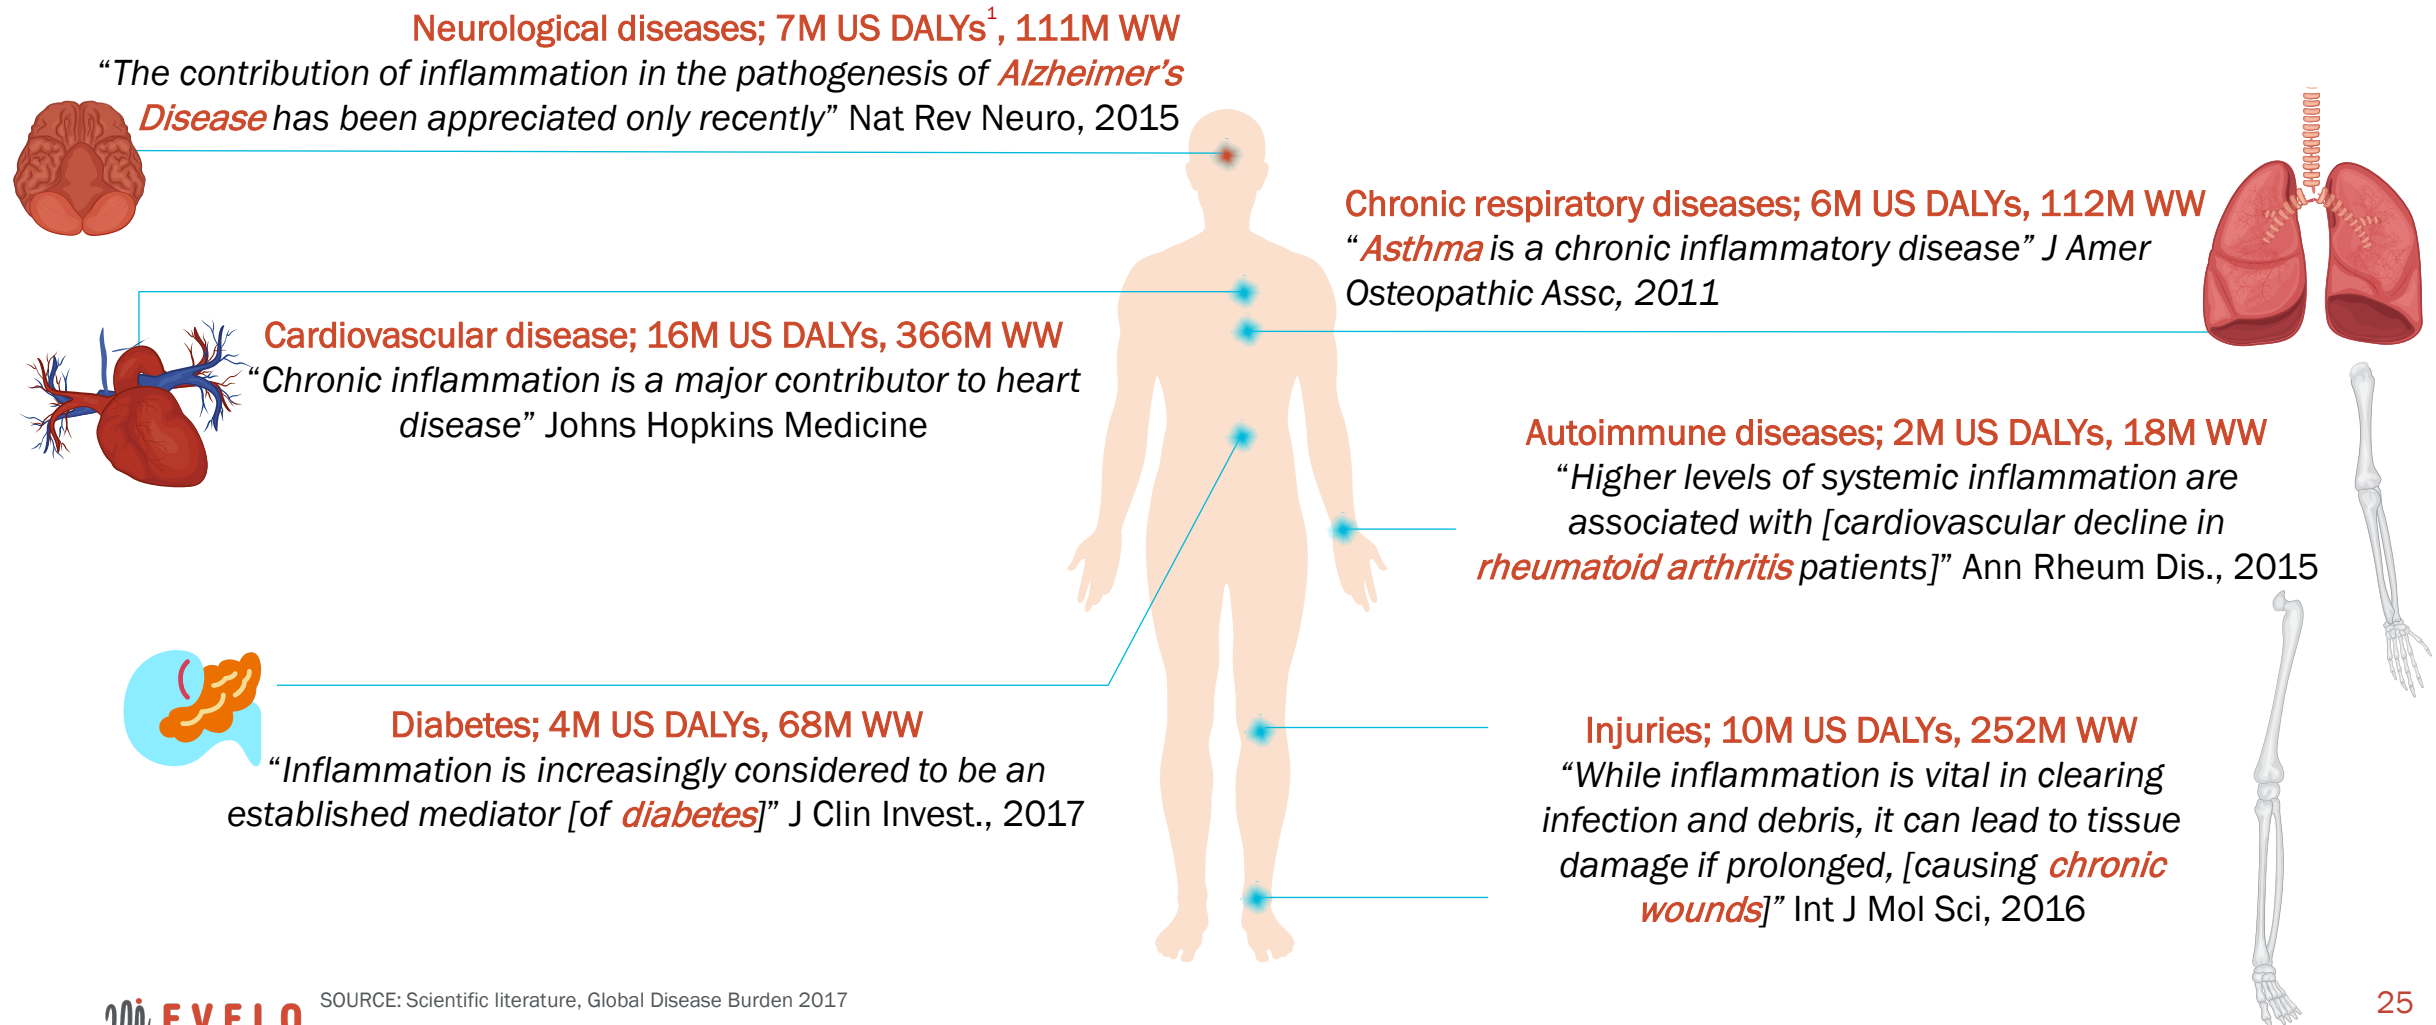 Neurological diseases; 7M US DALYs¹, 111M WW
“The contribution of inflammation in the pathogenesis of Alzheimer’s
Disease has been appreciated only recently” Nat Rev Neuro, 2015
Chronic respiratory diseases; 6M US DALYs, 112M WW
“Asthma is a chronic inflammatory disease” J Amer
Osteopathic Assc, 2011
Cardiovascular disease; 16M US DALYs, 366M WW
“Chronic inflammation is a major contributor to heart
disease” Johns Hopkins Medicine
Autoimmune diseases; 2M US DALYs, 18M WW
“Higher levels of systemic inflammation are
associated with [cardiovascular decline in
rheumatoid arthritis patients]” Ann Rheum Dis., 2015
Diabetes; 4M US DALYs, 68M WW
“Inflammation is increasingly considered to be an
established mediator [of diabetes]” J Clin Invest., 2017
Injuries; 10M US DALYs, 252M WW
“While inflammation is vital in clearing
infection and debris, it can lead to tissue
damage if prolonged, [causing chronic
wounds]” Int J Mol Sci, 2016
EVELO
SOURCE: Scientific literature, Global Disease Burden 2017
25